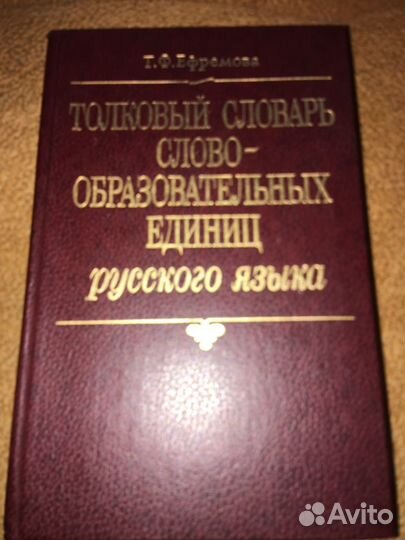 Т.Ф.Ефремова
ТОЛКОВЫЙ СЛОВАРЬ
СЛОВО-
ОБРАЗОВАТЕЛЬНЫХ
ЕДИНИЦ
русского языка
Avito